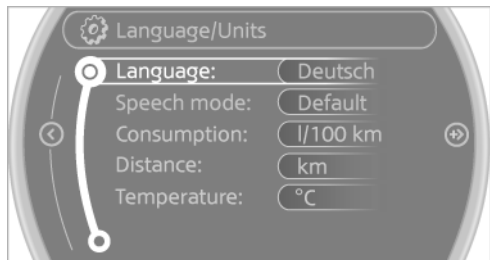 Language/Units
Language: Deutsch
Speech mode: Default
Consumption: l/100 km
Distance: km
Temperature: °C